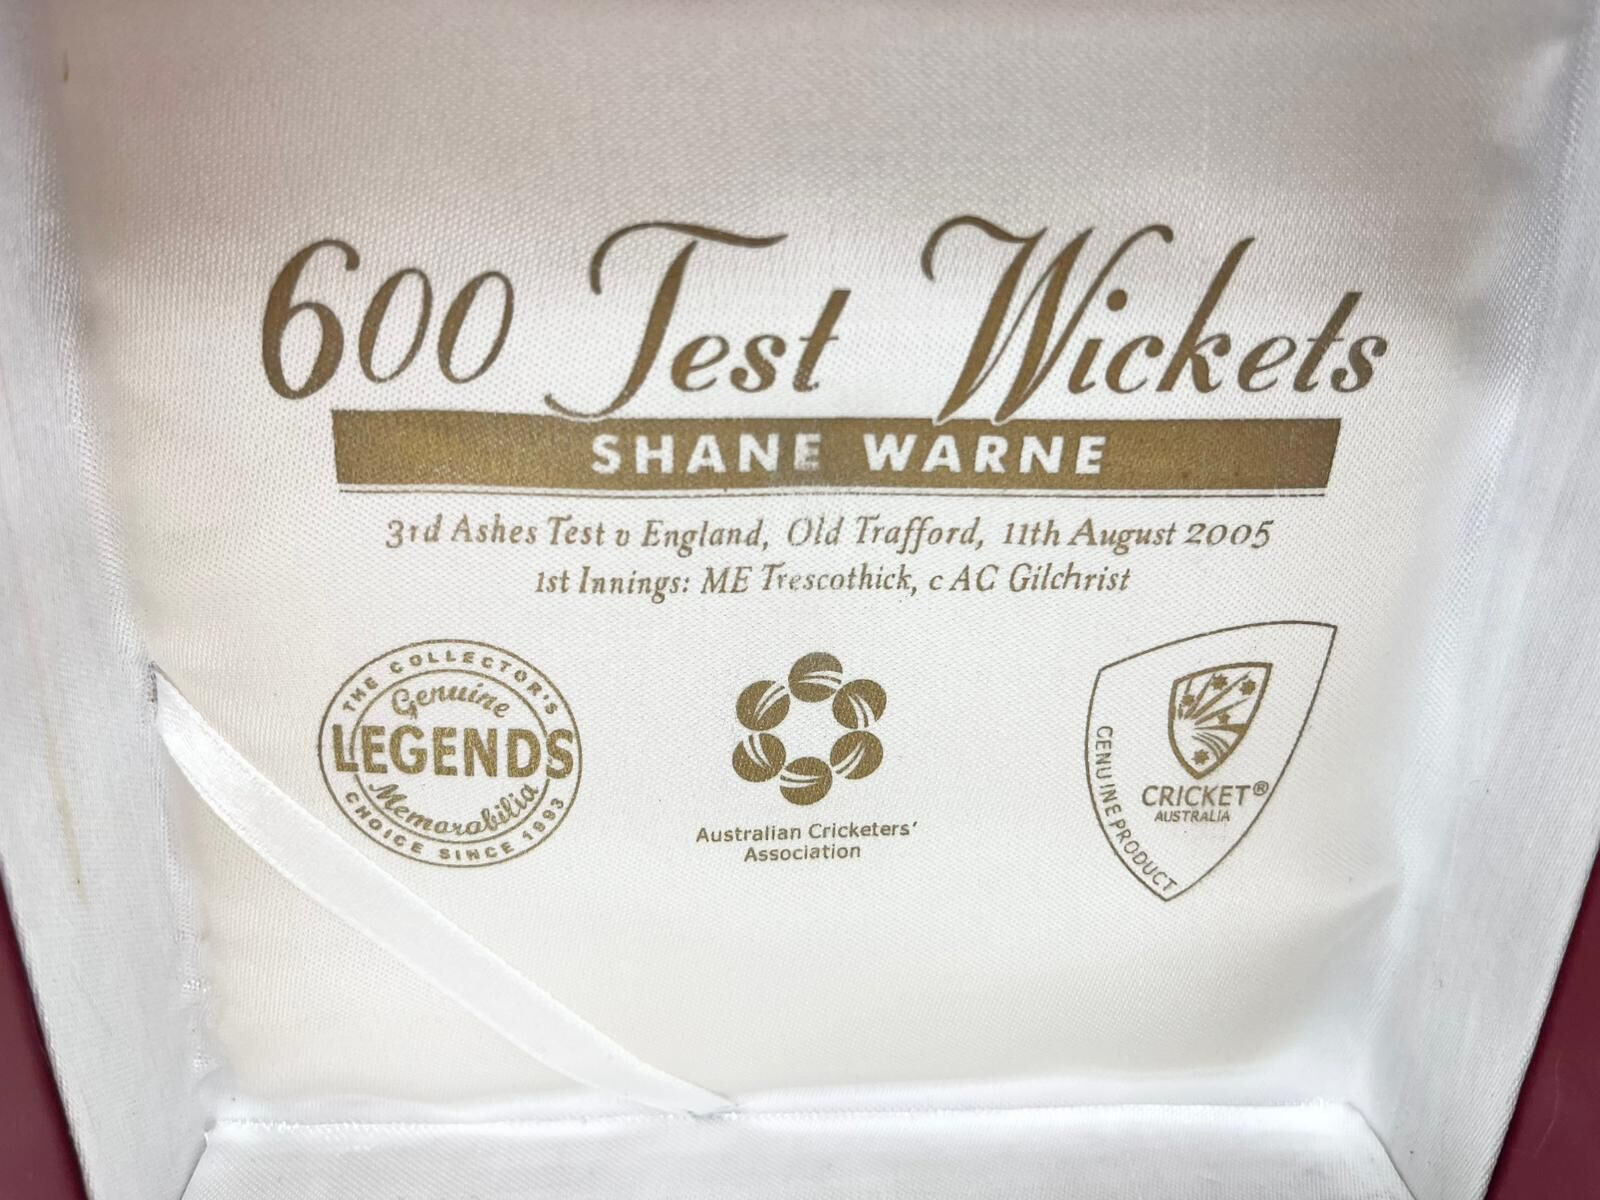 600 Test Wickets
SHANE WARNE
3rd Ashes Test v England, Old Trafford, 11th August 2005
1st Innings: ME Trescothick, c AC Gilchrist
THE COLLECTOR'S
Genuine
LEGENDS
Memorabilia
CHOICE SINCE 1993
Australian Cricketers'
Association
CRICKET®
AUSTRALIA
GENUINE PRODUCT